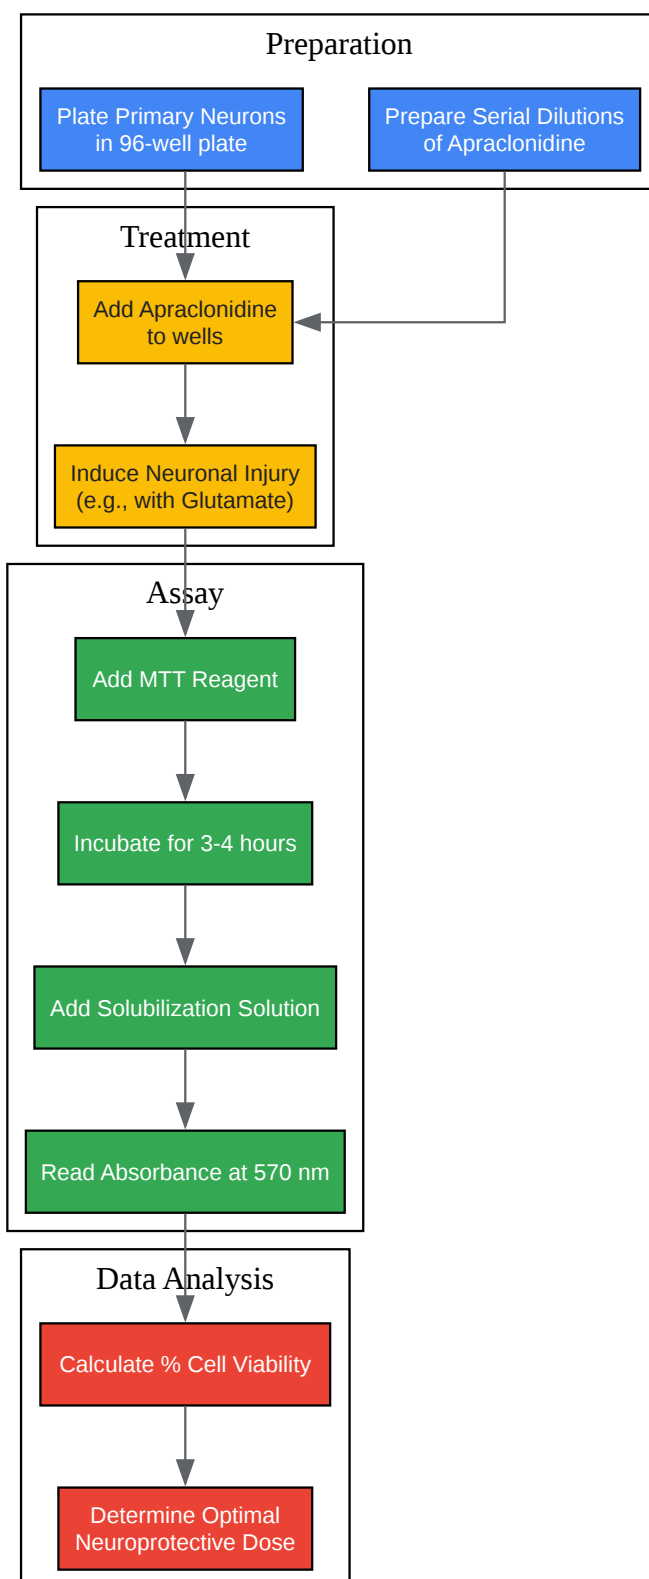 Preparation
Plate Primary Neurons
in 96-well plate
Prepare Serial Dilutions
of Apraclonidine
Treatment
Add Apraclonidine
to wells
Induce Neuronal Injury
(e.g., with Glutamate)
Assay
Add MTT Reagent
Incubate for 3-4 hours
Add Solubilization Solution
Read Absorbance at 570 nm
Data Analysis
Calculate % Cell Viability
Determine Optimal
Neuroprotective Dose